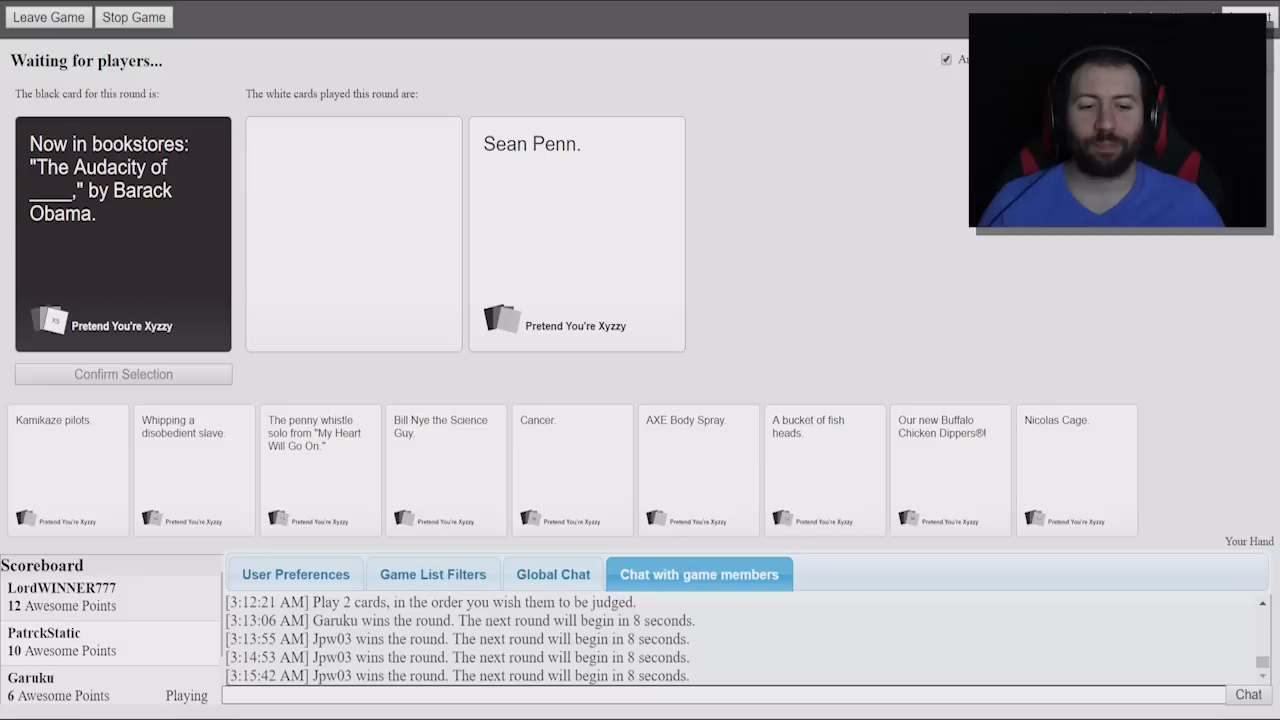 Leave Game
Stop Game
Waiting for players...
The black card for this round is:
The white cards played this round are:
Now in bookstores:
"The Audacity of
____," by Barack
Obama.
Pretend You're Xyzzy
Sean Penn.
Pretend You're Xyzzy
Confirm Selection
Kamikaze pilots.
Pretend You're Xyzzy
Whipping a
disobedient slave.
Pretend You're Xyzzy
The penny whistle
solo from "My Heart
Will Go On."
Pretend You're Xyzzy
Bill Nye the Science
Guy.
Pretend You're Xyzzy
Cancer.
Pretend You're Xyzzy
AXE Body Spray.
Pretend You're Xyzzy
A bucket of fish
heads.
Pretend You're Xyzzy
Our new Buffalo
Chicken Dippers®!
Pretend You're Xyzzy
Nicolas Cage.
Pretend You're Xyzzy
Your Hand
Scoreboard
LordWINNER777
12 Awesome Points
PatrckStatic
10 Awesome Points
Garuku
6 Awesome Points
Playing
User Preferences
Game List Filters
Global Chat
Chat with game members
[3:12:21 AM] Play 2 cards, in the order you wish them to be judged.
[3:13:06 AM] Garuku wins the round. The next round will begin in 8 seconds.
[3:13:55 AM] Jpw03 wins the round. The next round will begin in 8 seconds.
[3:14:53 AM] Jpw03 wins the round. The next round will begin in 8 seconds.
[3:15:42 AM] Jpw03 wins the round. The next round will begin in 8 seconds.
Chat